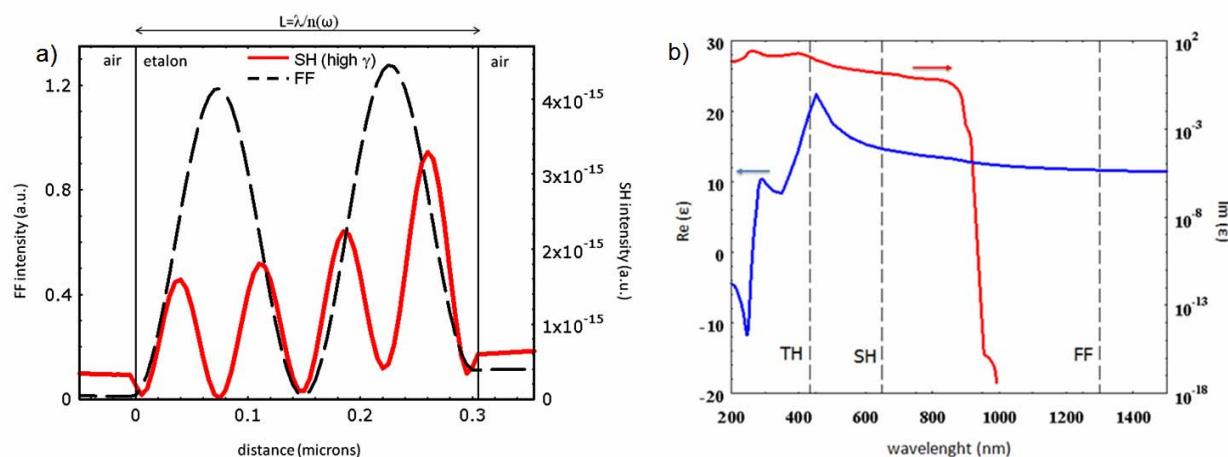 a)
L=λ/n(ω)
air
etalon
SH (high γ)
FF
air
1.2
0.8
0.4
0
FF intensity (a.u.)
4x10⁻¹⁵
3x10⁻¹⁵
2x10⁻¹⁵
1x10⁻¹⁵
0
SH intensity (a.u.)
0
0.1
0.2
0.3
distance (microns)
b)
30
20
10
0
-10
-20
Re (ε)
10²
10⁻³
10⁻⁸
10⁻¹³
10⁻¹⁸
Im (ε)
TH
SH
FF
200
400
600
800
1000
1200
1400
wavelenght (nm)